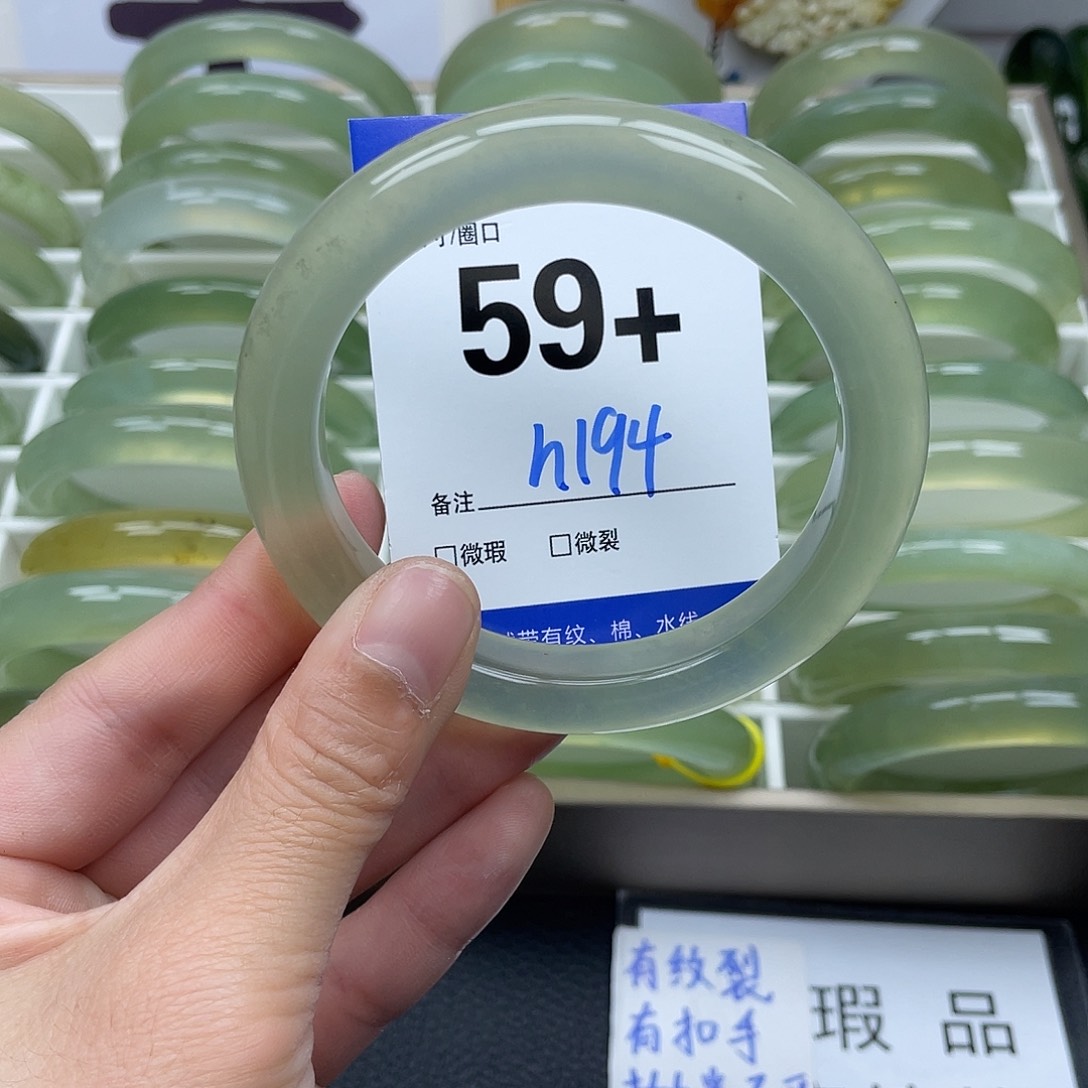 寸/圈口
59+
h194
备注
□微瑕 □微裂
带有纹、棉、水线
有纹裂
有扣手
瑕 品